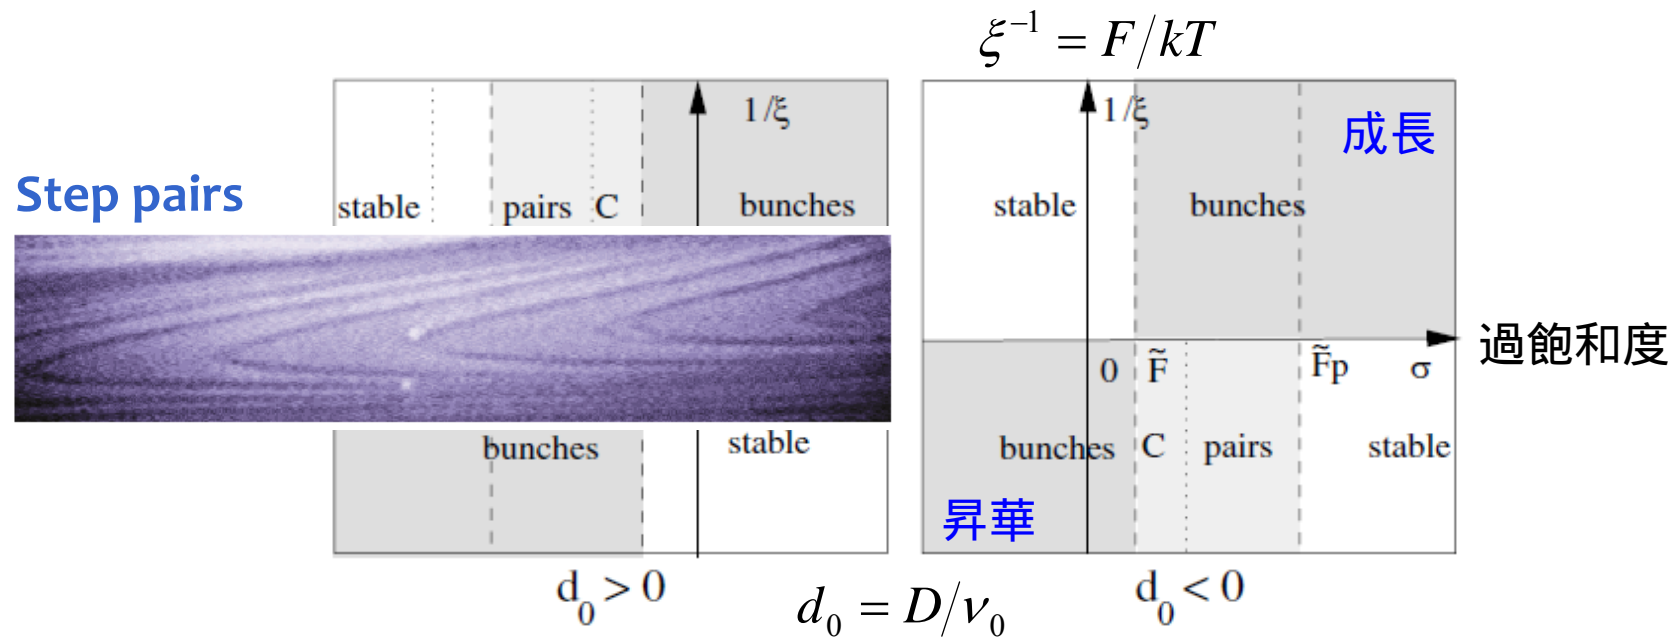 ξ⁻¹ = F/kT
1/ξ
1/ξ
成長
Step pairs
stable
pairs
C
bunches
stable
bunches
過飽和度
0
F̃
F̃p
σ
bunches
stable
bunches
C
pairs
stable
昇華
d₀ > 0
d₀ = D/ν₀
d₀ < 0